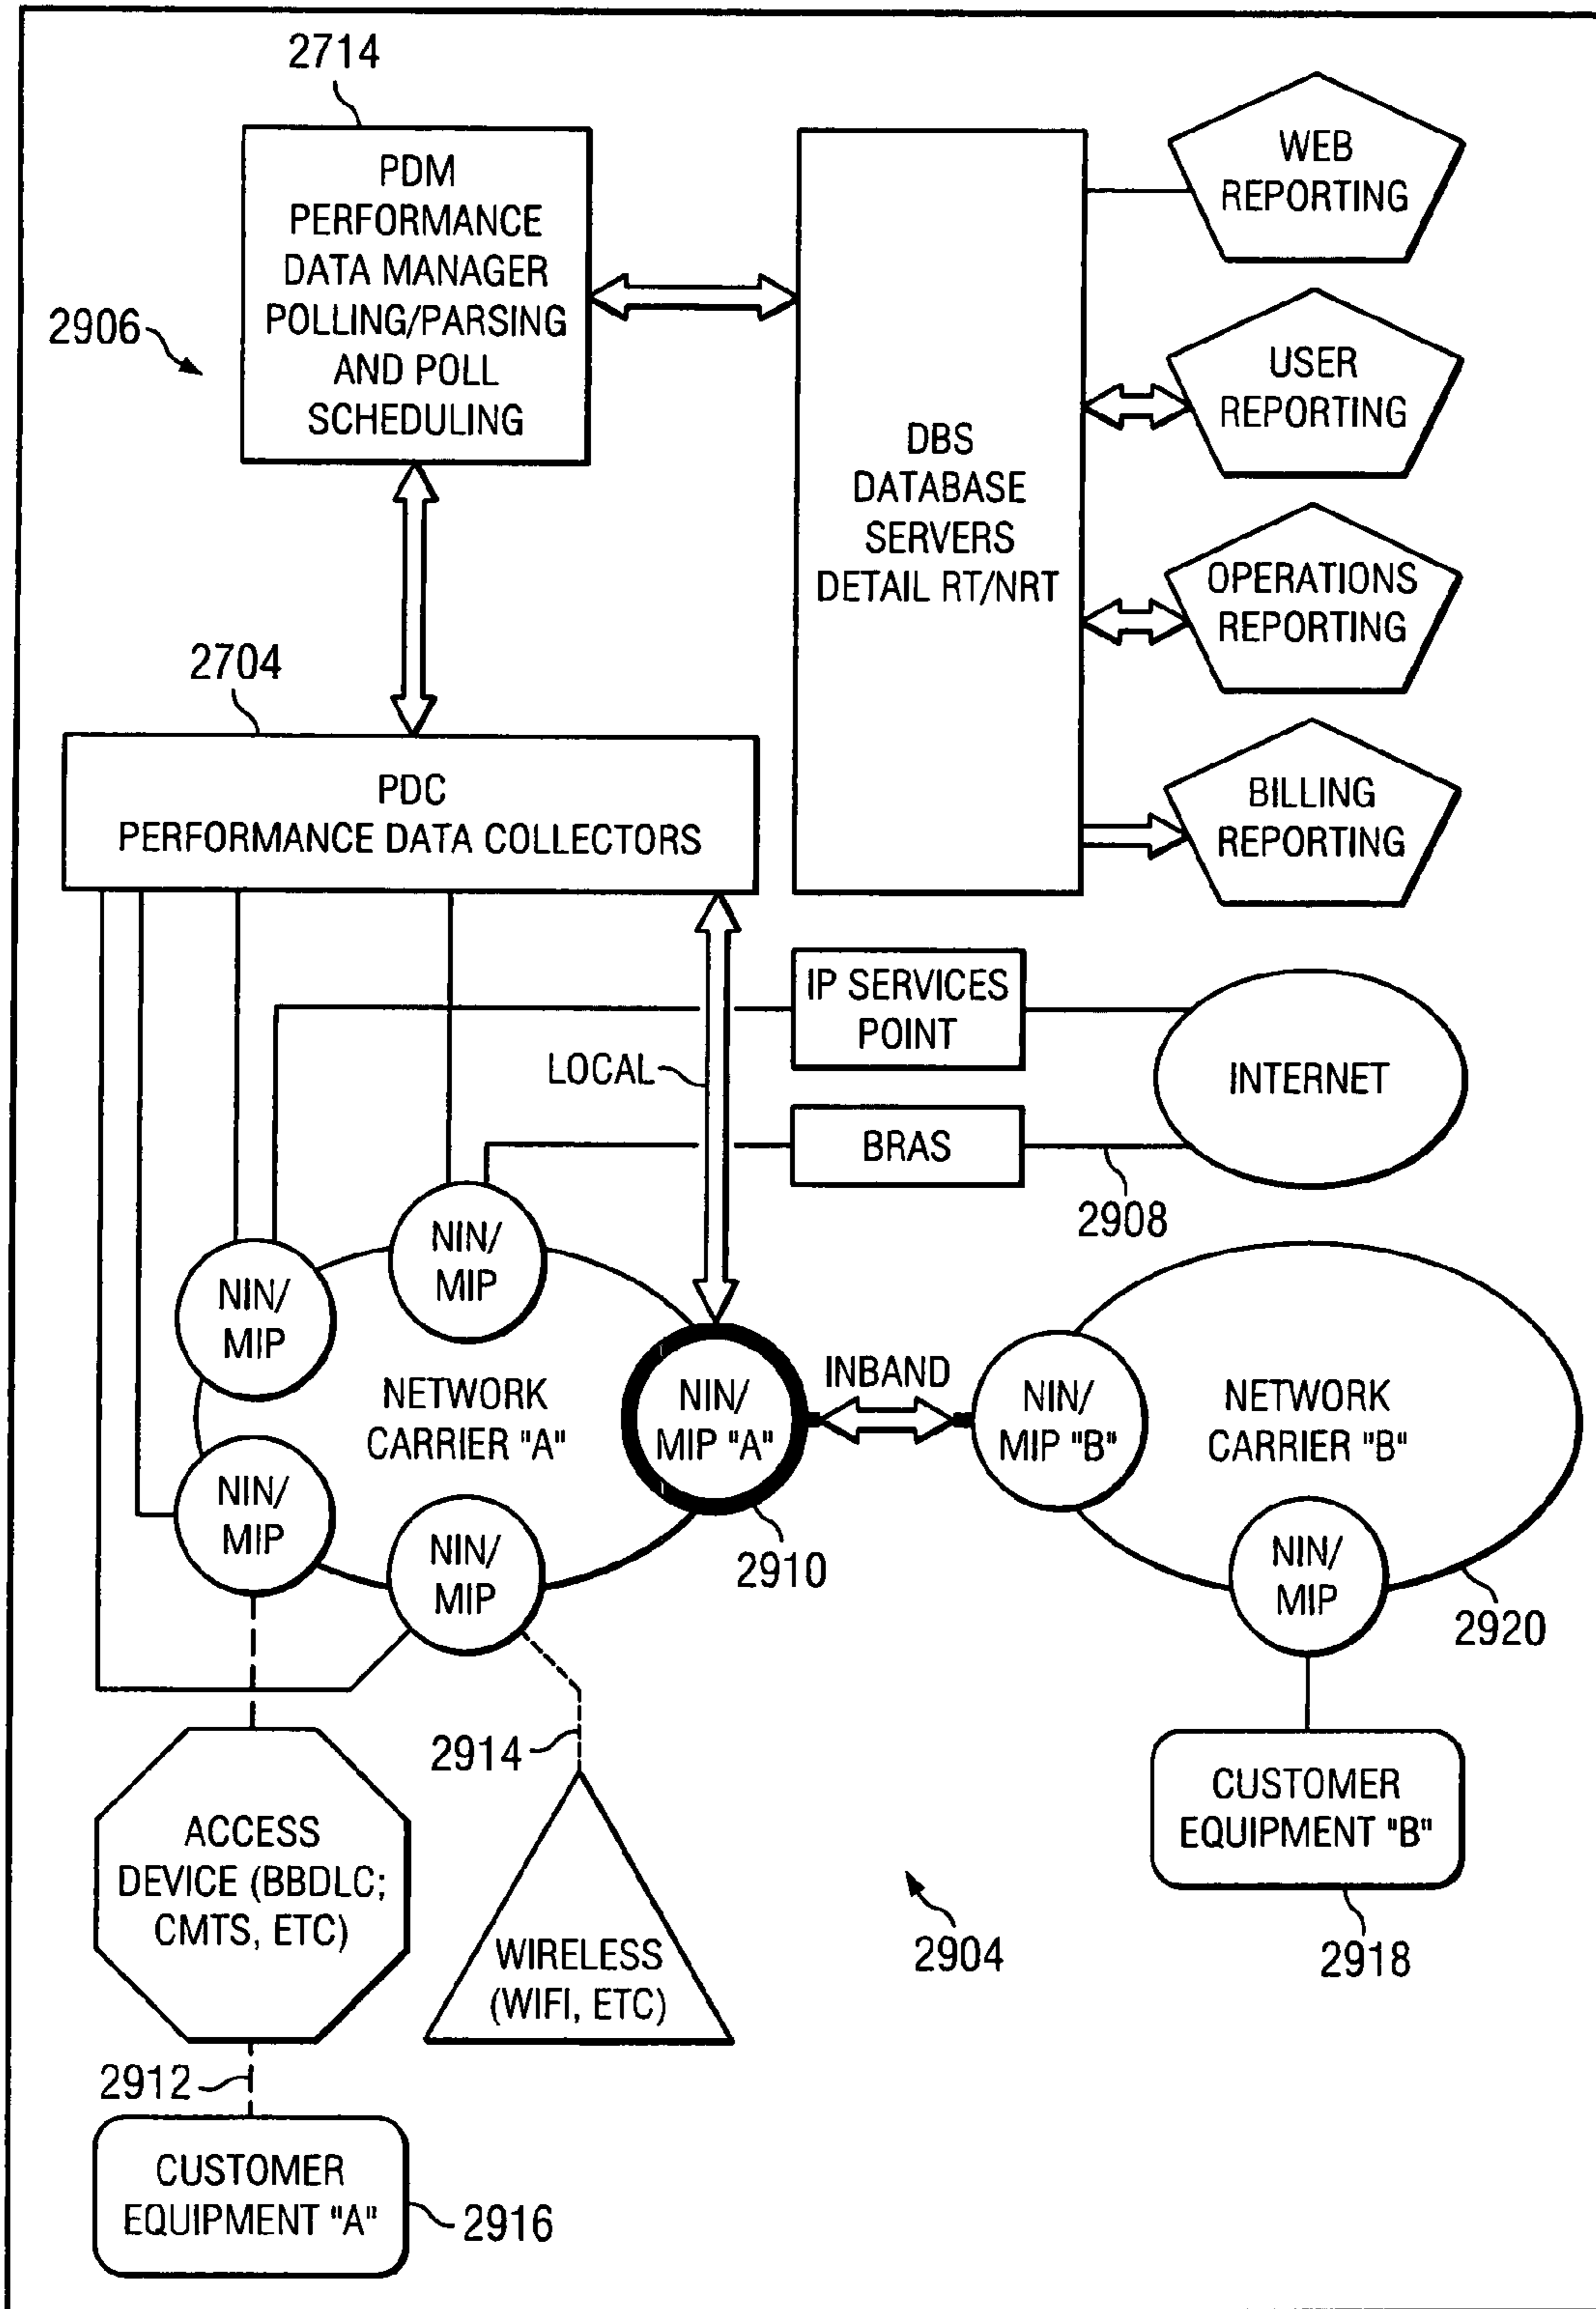 2714
PDM
PERFORMANCE
DATA MANAGER
POLLING/PARSING
AND POLL
SCHEDULING
2906
DBS
DATABASE
SERVERS
DETAIL RT/NRT
WEB
REPORTING
USER
REPORTING
OPERATIONS
REPORTING
BILLING
REPORTING
2704
PDC
PERFORMANCE DATA COLLECTORS
IP SERVICES
POINT
LOCAL
BRAS
INTERNET
2908
NIN/
MIP
NIN/
MIP
NIN/
MIP
NIN/
MIP
NETWORK
CARRIER "A"
NIN/
MIP "A"
2910
INBAND
NIN/
MIP "B"
NETWORK
CARRIER "B"
NIN/
MIP
2920
2914
ACCESS
DEVICE (BBDLC;
CMTS, ETC)
WIRELESS
(WIFI, ETC)
2904
CUSTOMER
EQUIPMENT "B"
2918
2912
CUSTOMER
EQUIPMENT "A"
2916